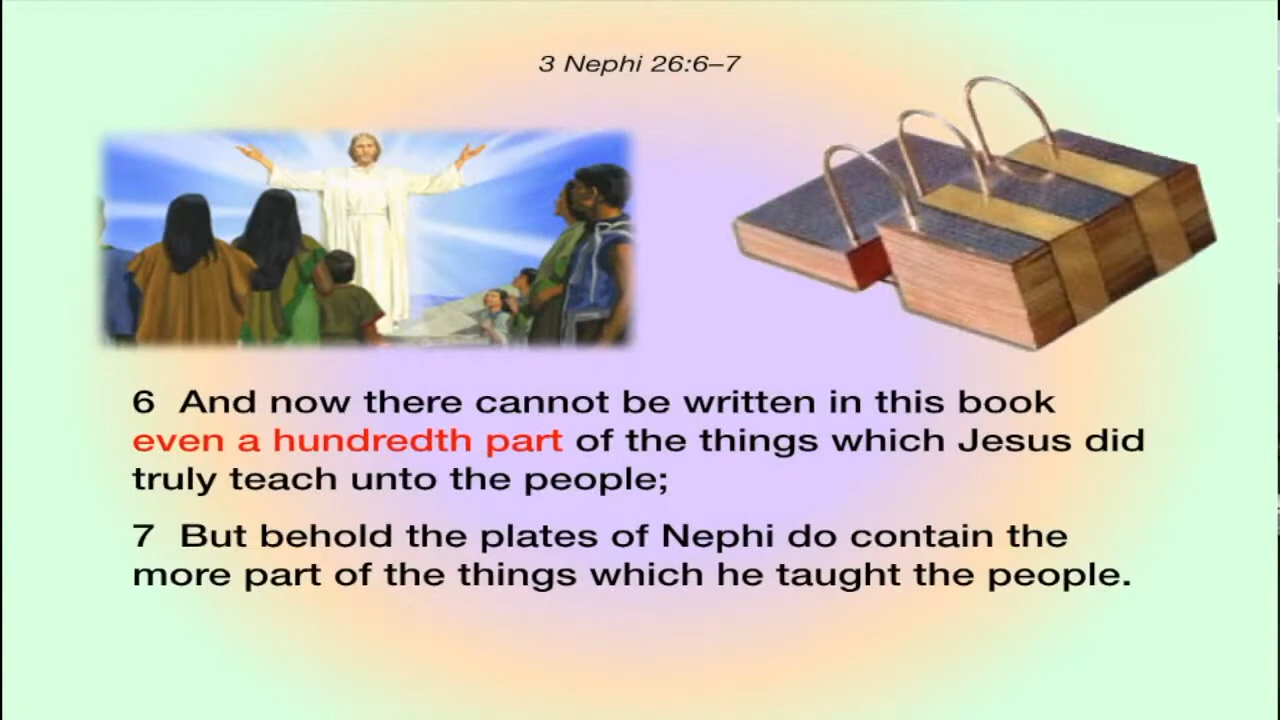 3 Nephi 26:6–7
6 And now there cannot be written in this book
even a hundredth part of the things which Jesus did
truly teach unto the people;
7 But behold the plates of Nephi do contain the
more part of the things which he taught the people.